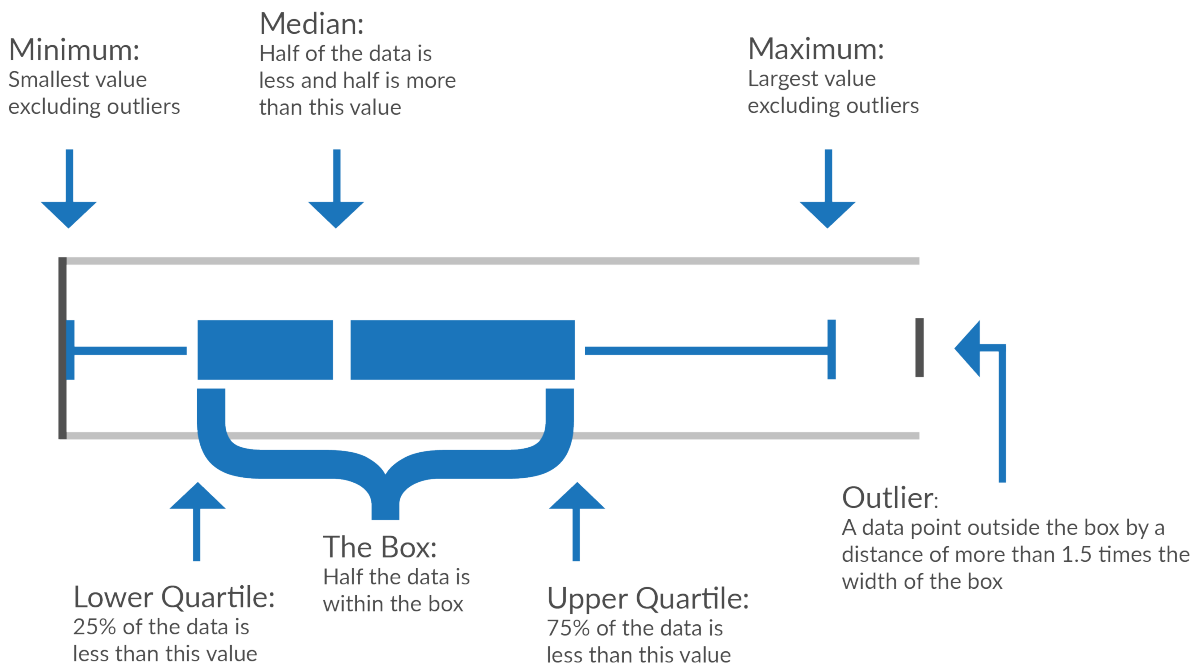 Minimum:
Smallest value
excluding outliers
Median:
Half of the data is
less and half is more
than this value
Maximum:
Largest value
excluding outliers
Lower Quartile:
25% of the data is
less than this value
The Box:
Half the data is
within the box
Upper Quartile:
75% of the data is
less than this value
Outlier:
A data point outside the box by a
distance of more than 1.5 times the
width of the box